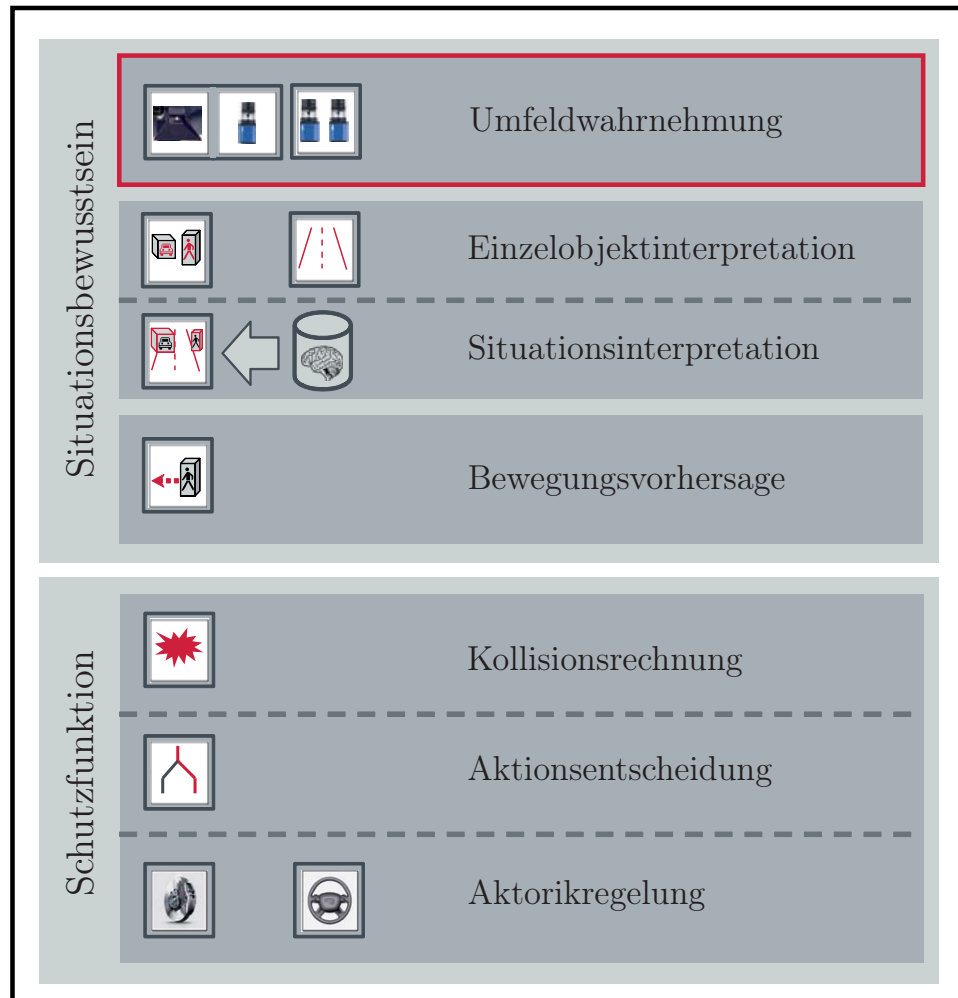 Situationsbewusstsein
Umfeldwahrnehmung
Einzelobjektinterpretation
Situationsinterpretation
Bewegungsvorhersage
Schutzfunktion
Kollisionsrechnung
Aktionsentscheidung
Aktorikregelung